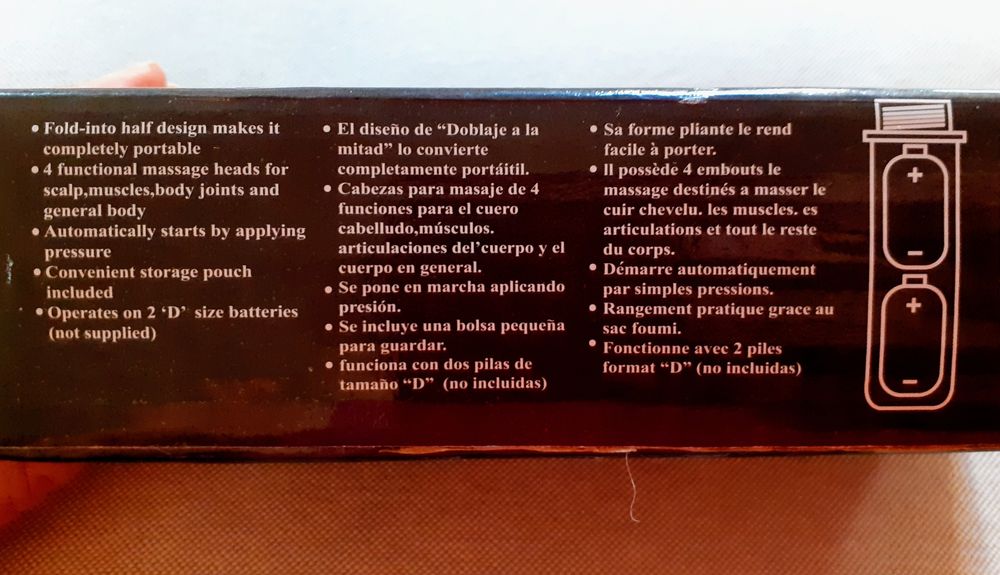 • Fold-into half design makes it
completely portable
• 4 functional massage heads for
scalp,muscles,body joints and
general body
• Automatically starts by applying
pressure
• Convenient storage pouch
included
• Operates on 2 ‘D’ size batteries
(not supplied)
• El diseño de “Doblaje a la
mitad” lo convierte
completamente portáitil.
• Cabezas para masaje de 4
funciones para el cuero
cabelludo,músculos.
articulaciones del’cuerpo y el
cuerpo en general.
• Se pone en marcha aplicando
presión.
• Se incluye una bolsa pequeña
para guardar.
• funciona con dos pilas de
tamaño “D” (no incluidas)
• Sa forme pliante le rend
facile à porter.
• Il possède 4 embouts le
massage destinés a masser le
cuir chevelu. les muscles. es
articulations et tout le reste
du corps.
• Démarre automatiquement
par simples pressions.
• Rangement pratique grace au
sac foumi.
• Fonctionne avec 2 piles
format “D” (no incluidas)
+
−
+
−